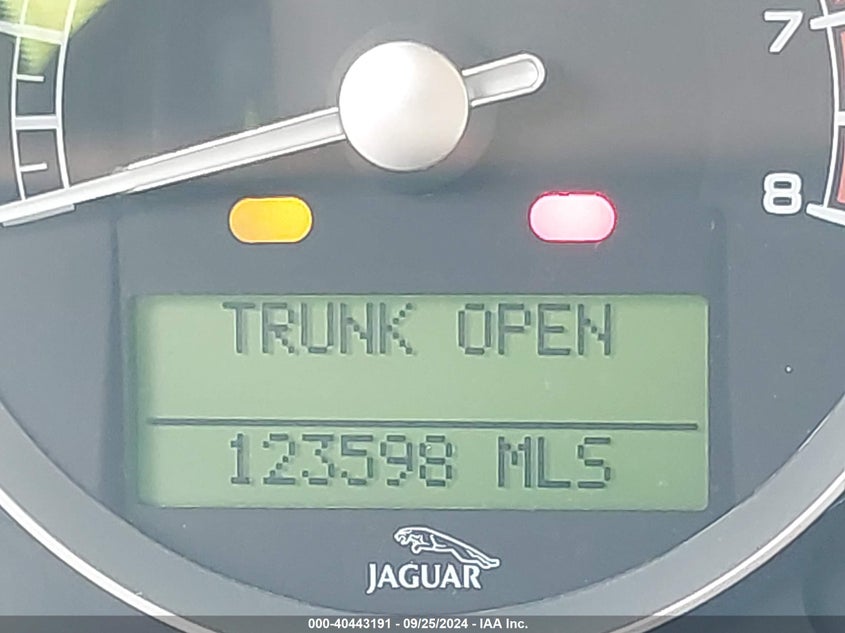 7
8
TRUNK OPEN
123598 MLS
JAGUAR
000-40443191 - 09/25/2024 - IAA Inc.